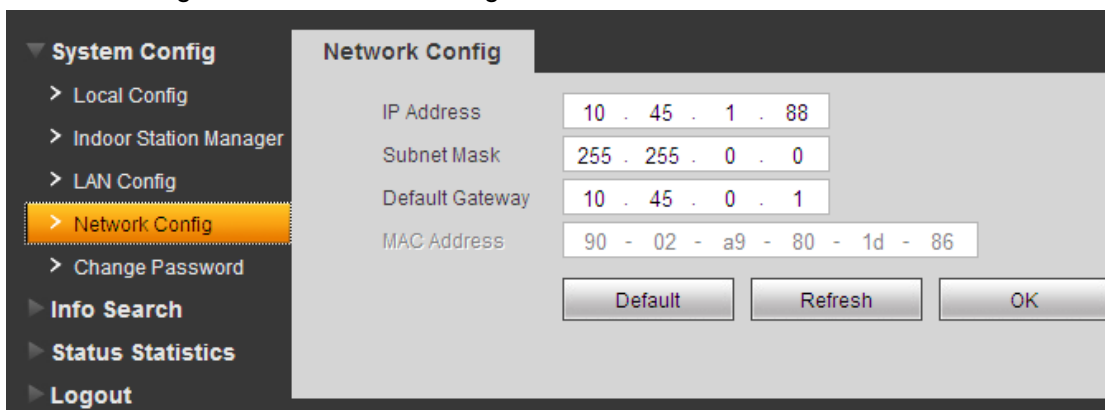 System Config
> Local Config
> Indoor Station Manager
> LAN Config
> Network Config
> Change Password
Info Search
Status Statistics
Logout
Network Config
IP Address 10 . 45 . 1 . 88
Subnet Mask 255 . 255 . 0 . 0
Default Gateway 10 . 45 . 0 . 1
MAC Address 90 - 02 - a9 - 80 - 1d - 86
Default Refresh OK